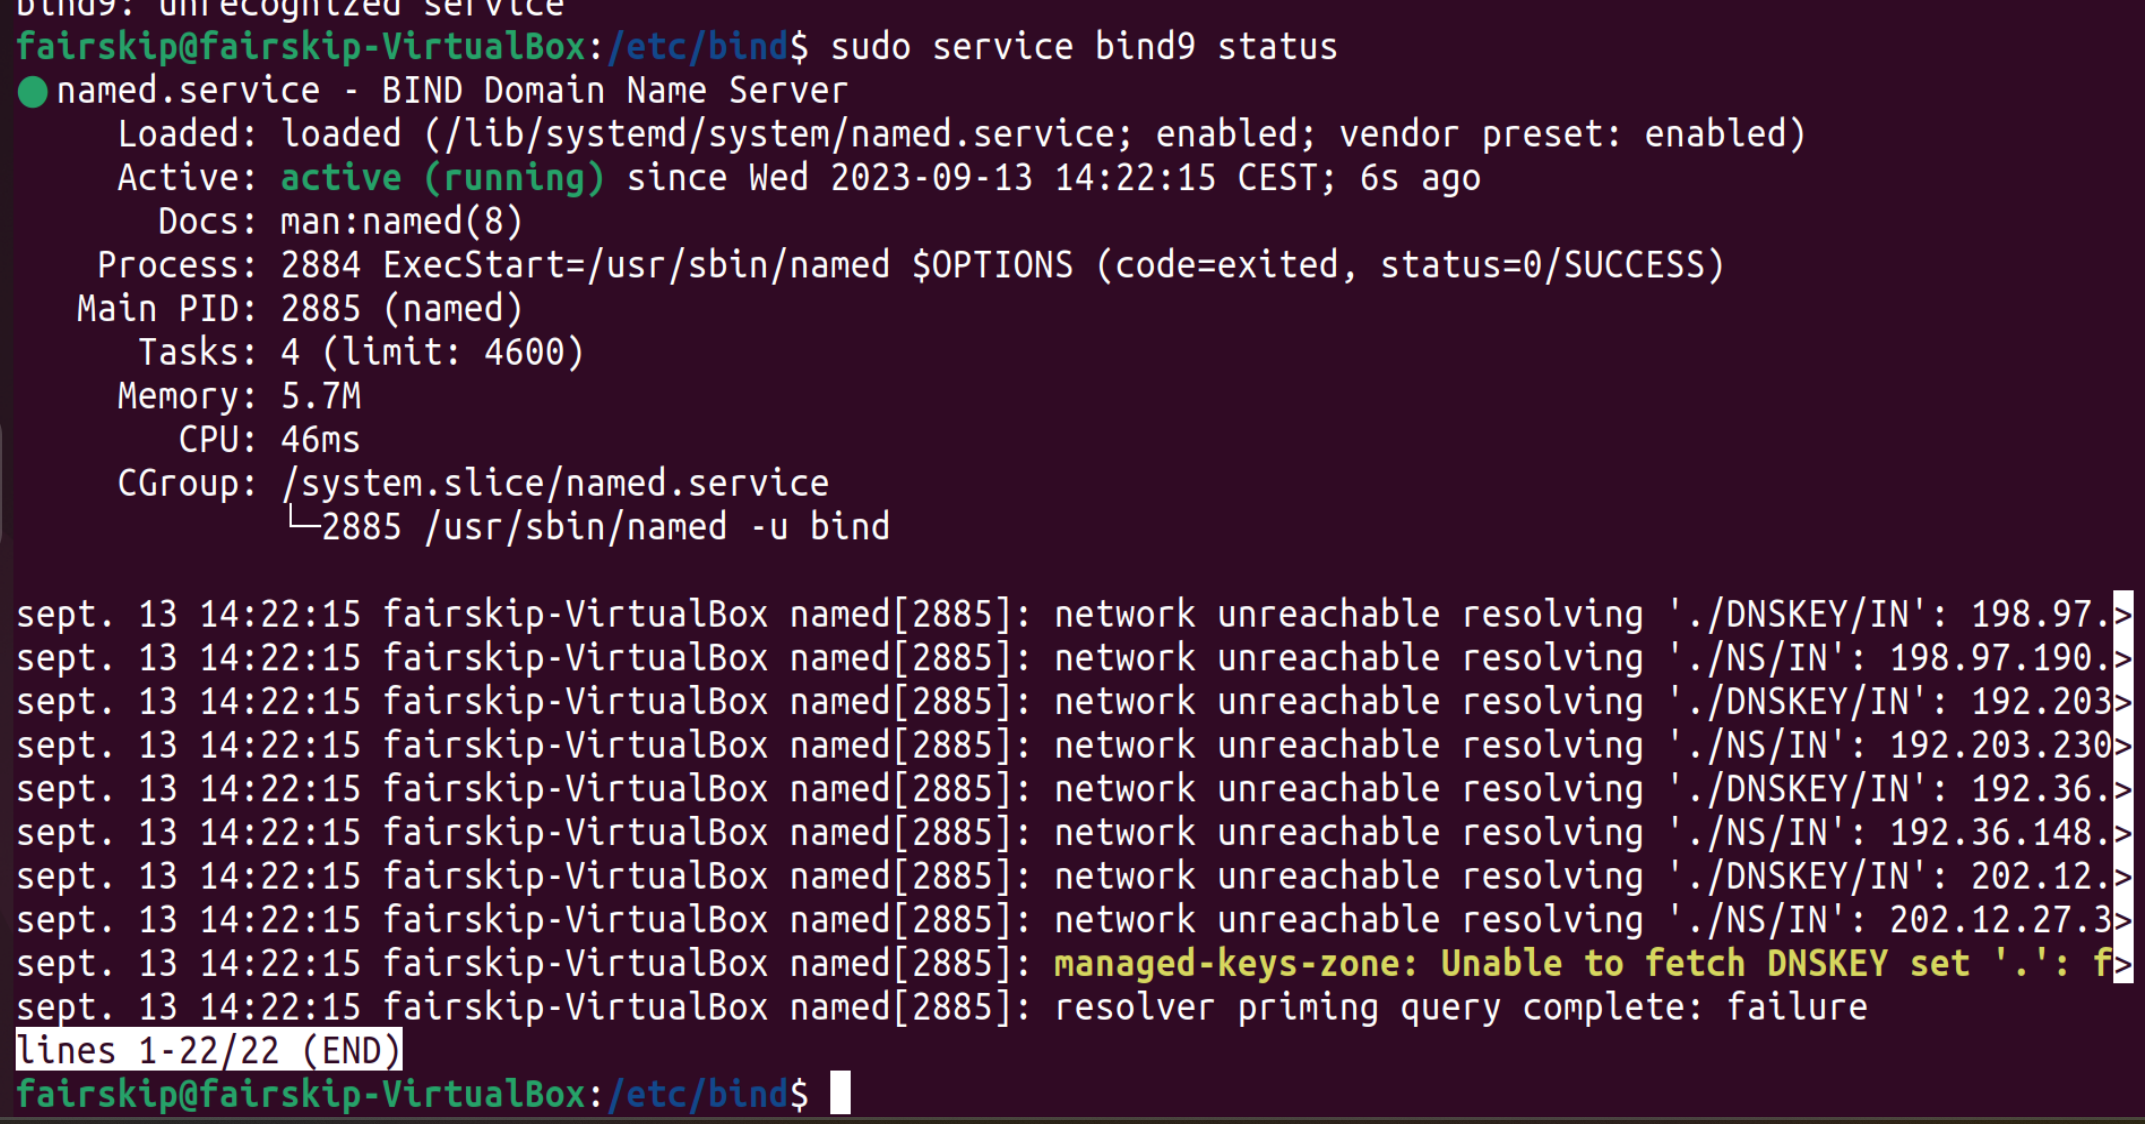 bind9: unrecognized service
fairskip@fairskip-VirtualBox:/etc/bind$ sudo service bind9 status
● named.service - BIND Domain Name Server
     Loaded: loaded (/lib/systemd/system/named.service; enabled; vendor preset: enabled)
     Active: active (running) since Wed 2023-09-13 14:22:15 CEST; 6s ago
       Docs: man:named(8)
    Process: 2884 ExecStart=/usr/sbin/named $OPTIONS (code=exited, status=0/SUCCESS)
   Main PID: 2885 (named)
      Tasks: 4 (limit: 4600)
     Memory: 5.7M
        CPU: 46ms
     CGroup: /system.slice/named.service
             └─2885 /usr/sbin/named -u bind
sept. 13 14:22:15 fairskip-VirtualBox named[2885]: network unreachable resolving './DNSKEY/IN': 198.97.>
sept. 13 14:22:15 fairskip-VirtualBox named[2885]: network unreachable resolving './NS/IN': 198.97.190.>
sept. 13 14:22:15 fairskip-VirtualBox named[2885]: network unreachable resolving './DNSKEY/IN': 192.203>
sept. 13 14:22:15 fairskip-VirtualBox named[2885]: network unreachable resolving './NS/IN': 192.203.230>
sept. 13 14:22:15 fairskip-VirtualBox named[2885]: network unreachable resolving './DNSKEY/IN': 192.36.>
sept. 13 14:22:15 fairskip-VirtualBox named[2885]: network unreachable resolving './NS/IN': 192.36.148.>
sept. 13 14:22:15 fairskip-VirtualBox named[2885]: network unreachable resolving './DNSKEY/IN': 202.12.>
sept. 13 14:22:15 fairskip-VirtualBox named[2885]: network unreachable resolving './NS/IN': 202.12.27.3>
sept. 13 14:22:15 fairskip-VirtualBox named[2885]: managed-keys-zone: Unable to fetch DNSKEY set '.': f>
sept. 13 14:22:15 fairskip-VirtualBox named[2885]: resolver priming query complete: failure
lines 1-22/22 (END)
fairskip@fairskip-VirtualBox:/etc/bind$